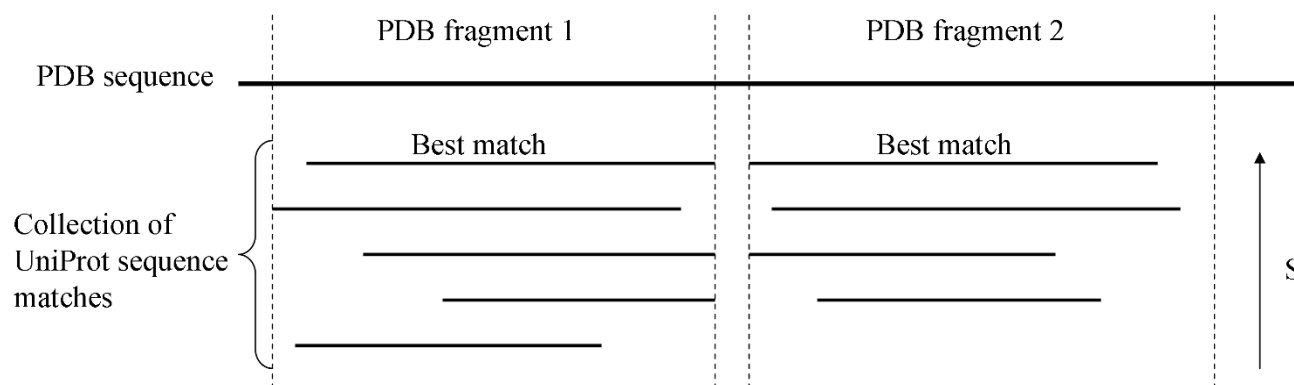 PDB fragment 1
PDB fragment 2
PDB sequence
Best match
Best match
Collection of
UniProt sequence
matches
S